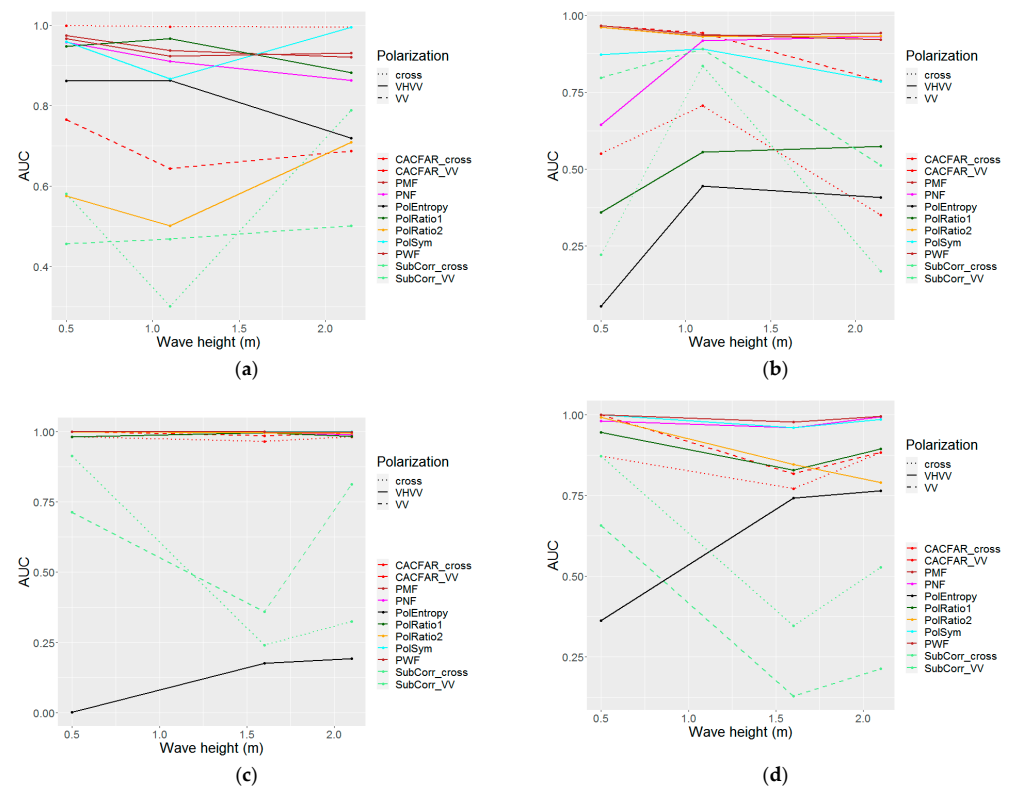 1.0
0.8
0.6
0.4
AUC
0.5
1.0
1.5
2.0
Wave height (m)
Polarization
cross
VHVV
VV
CACFAR_cross
CACFAR_VV
PMF
PNF
PolEntropy
PolRatio1
PolRatio2
PolSym
PWF
SubCorr_cross
SubCorr_VV
(a)
1.00
0.75
0.50
0.25
AUC
0.5
1.0
1.5
2.0
Wave height (m)
Polarization
cross
VHVV
VV
CACFAR_cross
CACFAR_VV
PMF
PNF
PolEntropy
PolRatio1
PolRatio2
PolSym
PWF
SubCorr_cross
SubCorr_VV
(b)
1.00
0.75
0.50
0.25
0.00
AUC
0.5
1.0
1.5
2.0
Wave height (m)
Polarization
cross
VHVV
VV
CACFAR_cross
CACFAR_VV
PMF
PNF
PolEntropy
PolRatio1
PolRatio2
PolSym
PWF
SubCorr_cross
SubCorr_VV
(c)
1.00
0.75
0.50
0.25
AUC
0.5
1.0
1.5
2.0
Wave height (m)
Polarization
cross
VHVV
VV
CACFAR_cross
CACFAR_VV
PMF
PNF
PolEntropy
PolRatio1
PolRatio2
PolSym
PWF
SubCorr_cross
SubCorr_VV
(d)